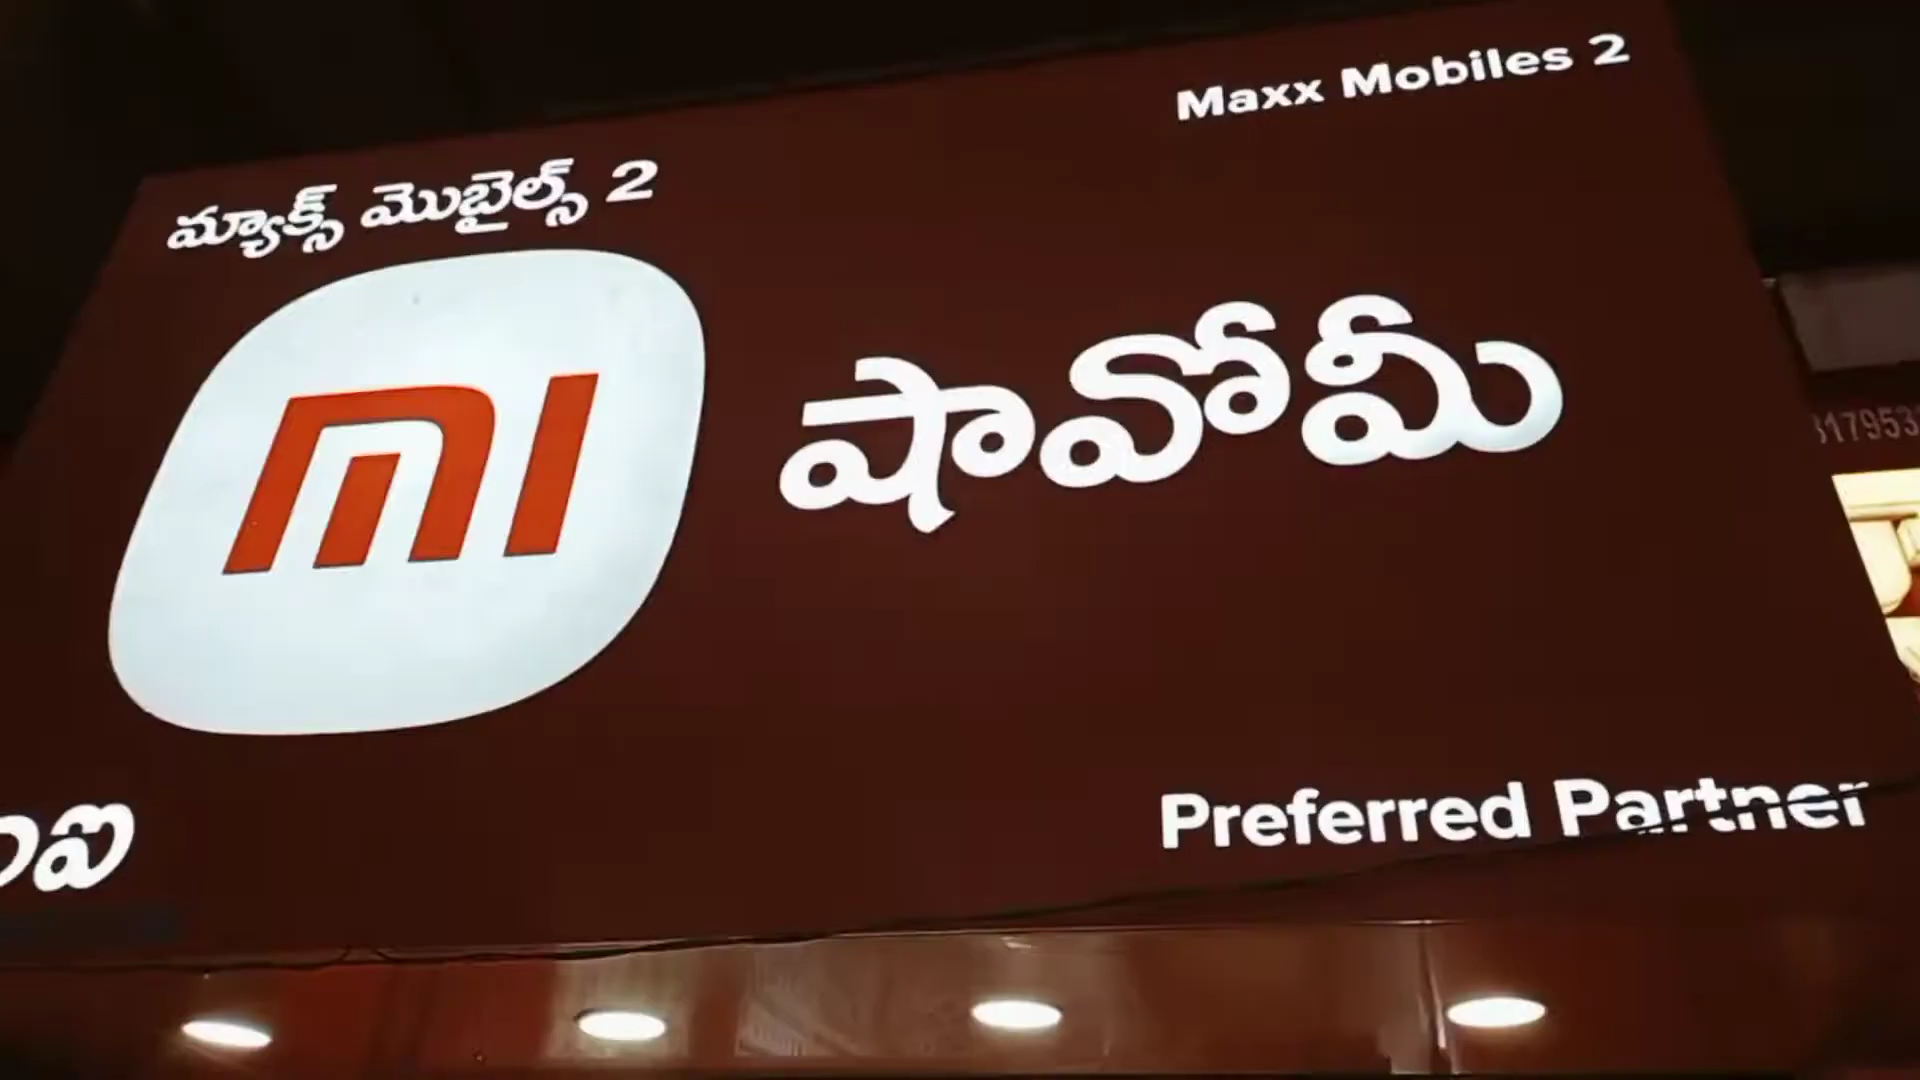 Maxx Mobiles 2
మ్యాక్స్ మొబైల్స్ 2
mi
షావోమీ
Preferred Partner